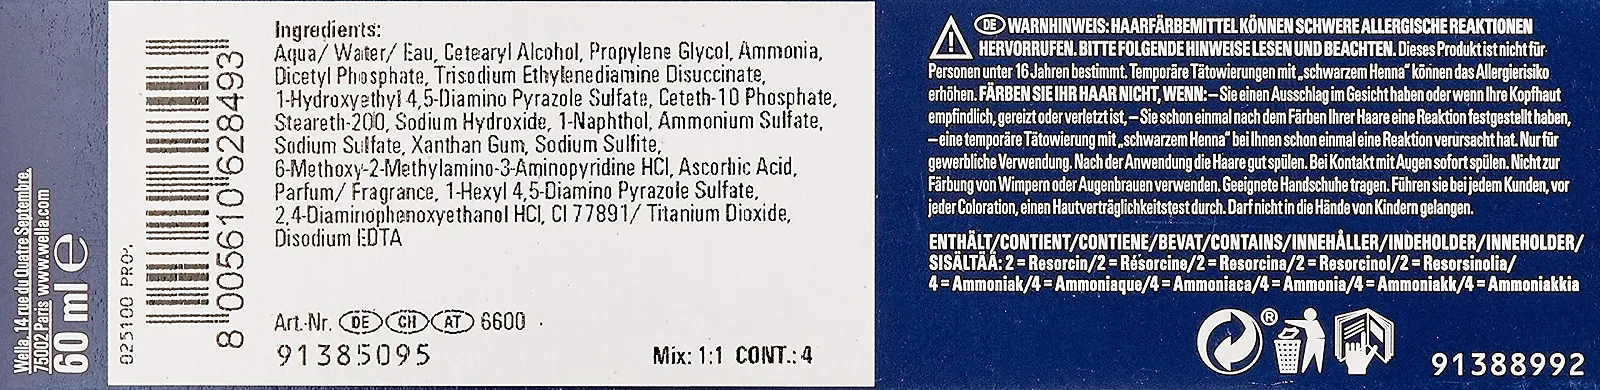 Wella, 14 rue du Quatre Septembre,
75002 Paris www.wella.com
60 ml e
025100 PRO
8 005610 628493
Ingredients:
Aqua/ Water/ Eau, Cetearyl Alcohol, Propylene Glycol, Ammonia,
Dicetyl Phosphate, Trisodium Ethylenediamine Disuccinate,
1-Hydroxyethyl 4,5-Diamino Pyrazole Sulfate, Ceteth-10 Phosphate,
Steareth-200, Sodium Hydroxide, 1-Naphthol, Ammonium Sulfate,
Sodium Sulfate, Xanthan Gum, Sodium Sulfite,
6-Methoxy-2-Methylamino-3-Aminopyridine HCl, Ascorbic Acid,
Parfum/ Fragrance, 1-Hexyl 4,5-Diamino Pyrazole Sulfate,
2,4-Diaminophenoxyethanol HCl, CI 77891/ Titanium Dioxide,
Disodium EDTA
Art.-Nr. DE CH AT 6600
91385095
Mix: 1:1 CONT.: 4
DE WARNHINWEIS: HAARFÄRBEMITTEL KÖNNEN SCHWERE ALLERGISCHE REAKTIONEN
HERVORRUFEN. BITTE FOLGENDE HINWEISE LESEN UND BEACHTEN. Dieses Produkt ist nicht für
Personen unter 16 Jahren bestimmt. Temporäre Tätowierungen mit „schwarzem Henna“ können das Allergierisiko
erhöhen. FÄRBEN SIE IHR HAAR NICHT, WENN: – Sie einen Ausschlag im Gesicht haben oder wenn Ihre Kopfhaut
empfindlich, gereizt oder verletzt ist, – Sie schon einmal nach dem Färben Ihrer Haare eine Reaktion festgestellt haben,
– eine temporäre Tätowierung mit „schwarzem Henna“ bei Ihnen schon einmal eine Reaktion verursacht hat. Nur für
gewerbliche Verwendung. Nach der Anwendung die Haare gut spülen. Bei Kontakt mit Augen sofort spülen. Nicht zur
Färbung von Wimpern oder Augenbrauen verwenden. Geeignete Handschuhe tragen. Führen sie bei jedem Kunden, vor
jeder Coloration, einen Hautverträglichkeitstest durch. Darf nicht in die Hände von Kindern gelangen.
ENTHÄLT/CONTIENT/CONTIENE/BEVAT/CONTAINS/INNEHÅLLER/INDEHOLDER/INNEHOLDER/
SISÄLTÄÄ: 2 = Resorcin/2 = Résorcine/2 = Resorcina/2 = Resorcinol/2 = Resorsinolia/
4 = Ammoniak/4 = Ammoniaque/4 = Ammoniaca/4 = Ammonia/4 = Ammoniakk/4 = Ammoniakkia
®
91388992